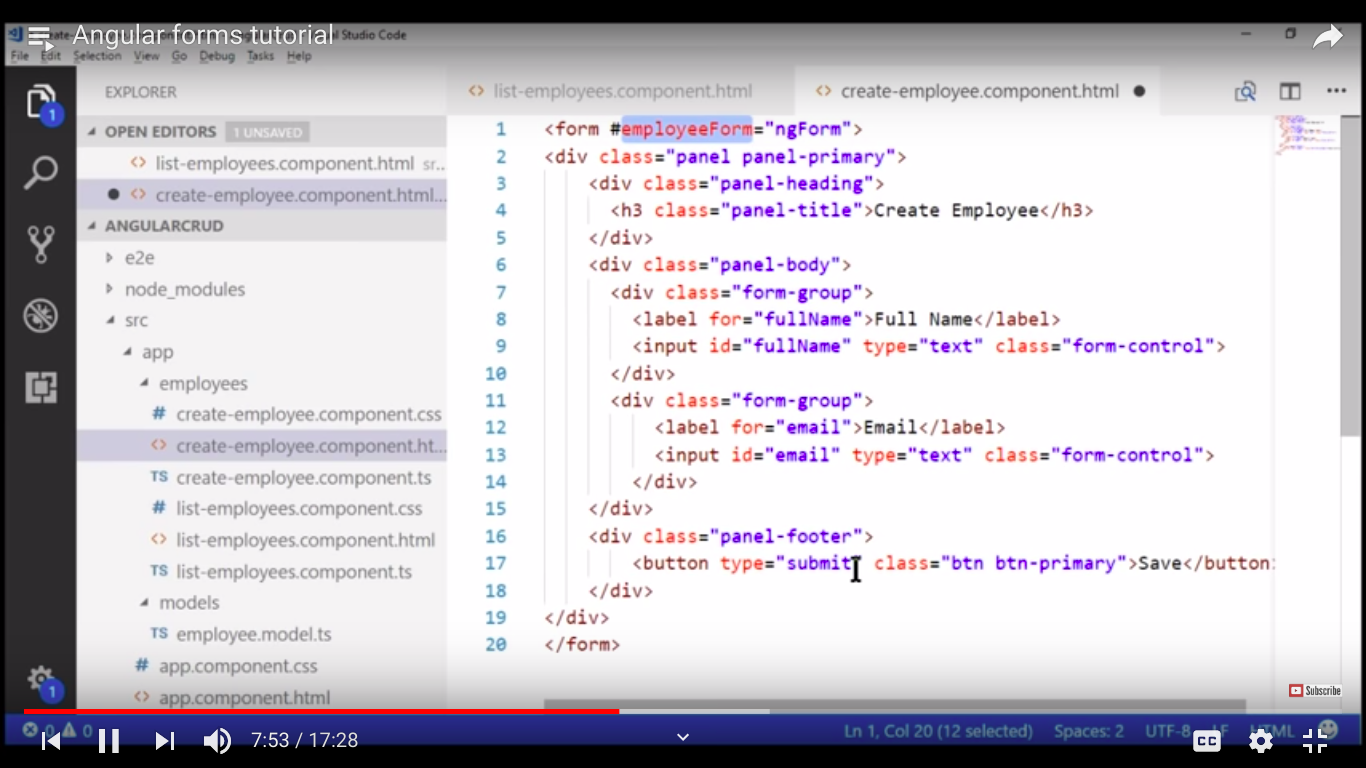 Angular forms tutorial
l Studio Code
File Edit Selection View Go Debug Tasks Help
EXPLORER
OPEN EDITORS 1 UNSAVED
list-employees.component.html sr...
create-employee.component.html...
ANGULARCRUD
e2e
node_modules
src
app
employees
create-employee.component.css
create-employee.component.ht...
TS create-employee.component.ts
list-employees.component.css
list-employees.component.html
TS list-employees.component.ts
models
TS employee.model.ts
app.component.css
app.component.html
1
1
list-employees.component.html create-employee.component.html
1 <form #employeeForm="ngForm">
2 <div class="panel panel-primary">
3 <div class="panel-heading">
4 <h3 class="panel-title">Create Employee</h3>
5 </div>
6 <div class="panel-body">
7 <div class="form-group">
8 <label for="fullName">Full Name</label>
9 <input id="fullName" type="text" class="form-control">
10 </div>
11 <div class="form-group">
12 <label for="email">Email</label>
13 <input id="email" type="text" class="form-control">
14 </div>
15 </div>
16 <div class="panel-footer">
17 <button type="submit" class="btn btn-primary">Save</button>
18 </div>
19 </div>
20 </form>
Subscribe
0 0 Ln 1, Col 20 (12 selected) Spaces: 2 UTF-8 LF HTML
7:53 / 17:28 CC